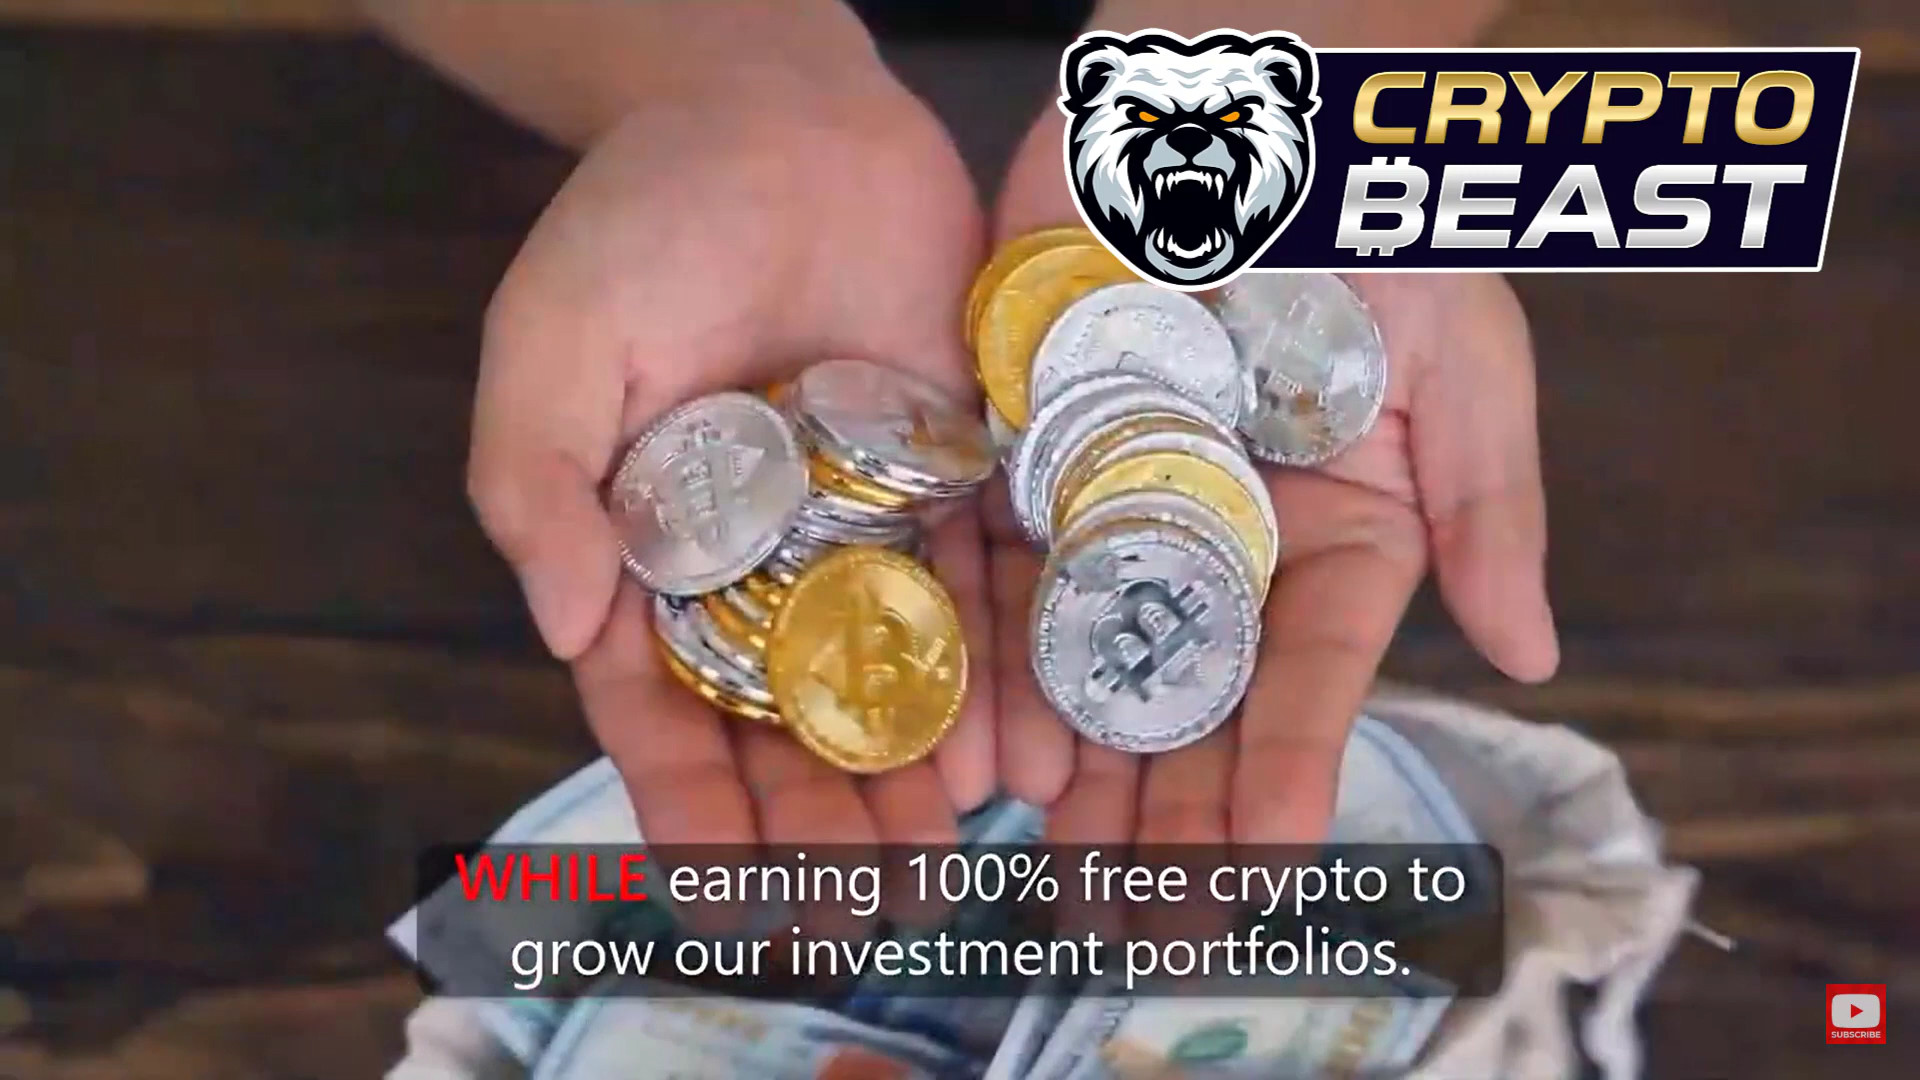 CRYPTO
BEAST
WHILE earning 100% free crypto to
grow our investment portfolios.
SUBSCRIBE